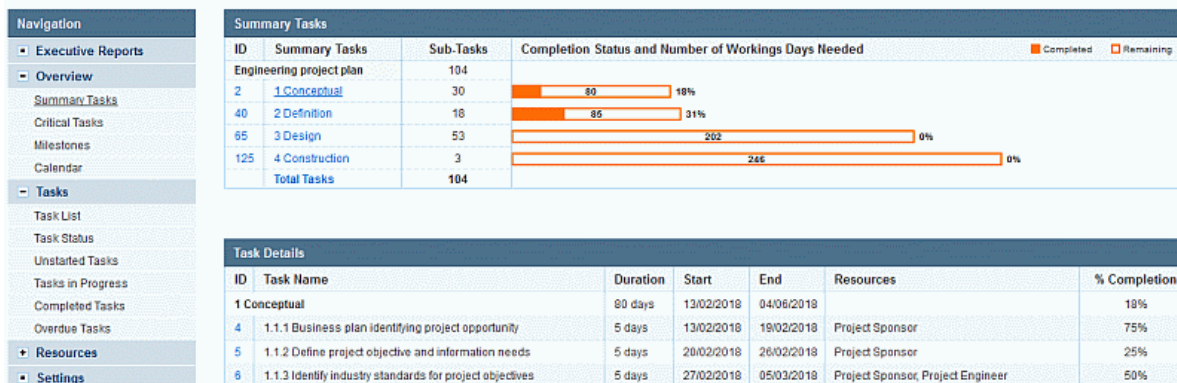 Navigation
Executive Reports
Overview
Summary Tasks
Critical Tasks
Milestones
Calendar
Tasks
Task List
Task Status
Unstarted Tasks
Tasks in Progress
Completed Tasks
Overdue Tasks
Resources
Settings
Summary Tasks
ID Summary Tasks Sub-Tasks Completion Status and Number of Workings Days Needed Completed Remaining
Engineering project plan 104
2 1 Conceptual 30 80 18%
40 2 Definition 18 85 31%
65 3 Design 53 202 0%
125 4 Construction 3 246 0%
Total Tasks 104
Task Details
ID Task Name Duration Start End Resources % Completion
1 Conceptual 80 days 13/02/2018 04/06/2018 18%
4 1.1.1 Business plan identifying project opportunity 5 days 13/02/2018 19/02/2018 Project Sponsor 75%
5 1.1.2 Define project objective and information needs 5 days 20/02/2018 26/02/2018 Project Sponsor 25%
6 1.1.3 Identify industry standards for project objectives 5 days 27/02/2018 05/03/2018 Project Sponsor, Project Engineer 50%